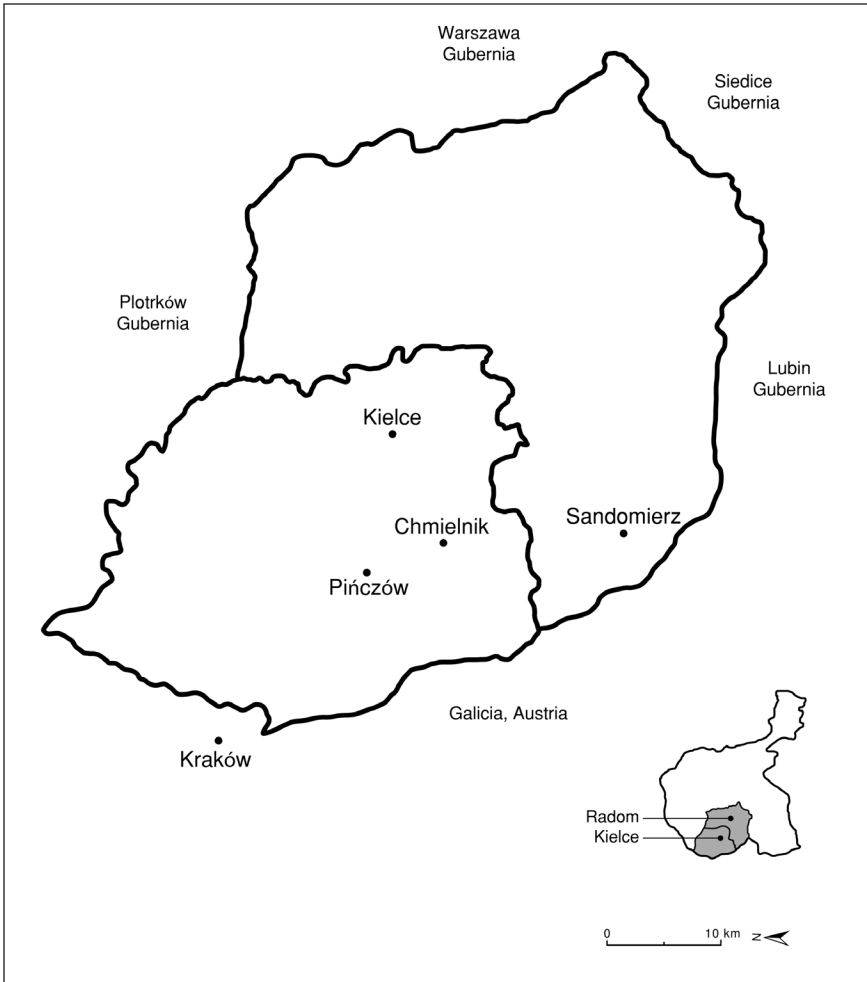 Warszawa
Gubernia
Siedice
Gubernia
Plotrków
Gubernia
Lubin
Gubernia
Kielce
Chmielnik
Sandomierz
Pińczów
Galicia, Austria
Kraków
Radom
Kielce
0 10 km N